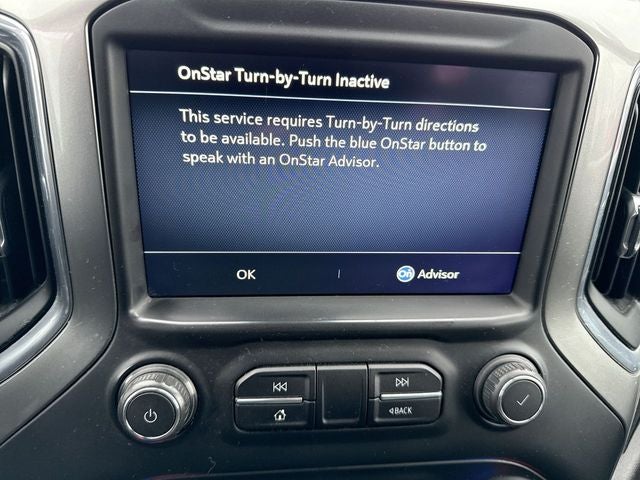 OnStar Turn-by-Turn Inactive
This service requires Turn-by-Turn directions
to be available. Push the blue OnStar button to
speak with an OnStar Advisor.
OK On Advisor
BACK